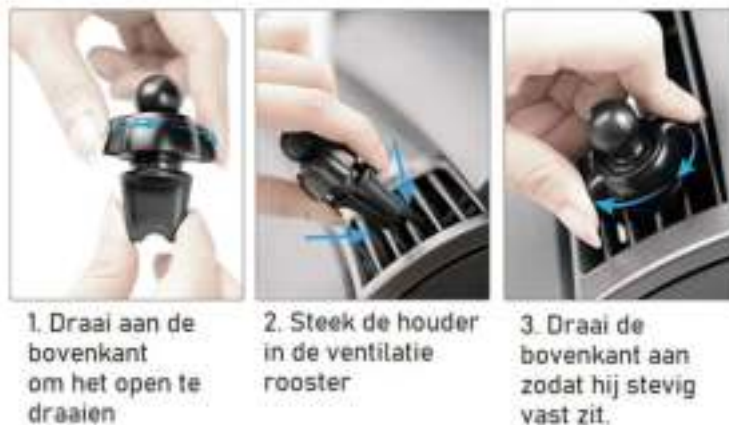 1. Draai aan de
bovenkant
om het open te
draaien
2. Steek de houder
in de ventilatie
rooster
3. Draai de
bovenkant aan
zodat hij stevig
vast zit.